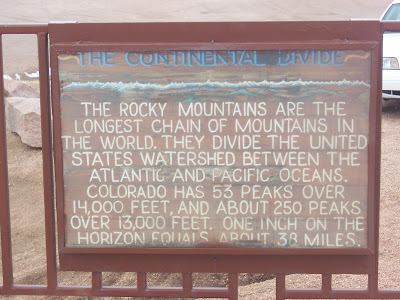 THE CONTINENTAL DIVIDE
THE ROCKY MOUNTAINS ARE THE
LONGEST CHAIN OF MOUNTAINS IN
THE WORLD. THEY DIVIDE THE UNITED
STATES WATERSHED BETWEEN THE
ATLANTIC AND PACIFIC OCEANS.
COLORADO HAS 53 PEAKS OVER
14,000 FEET, AND ABOUT 250 PEAKS
OVER 13,000 FEET. ONE INCH ON THE
HORIZON EQUALS ABOUT 38 MILES.